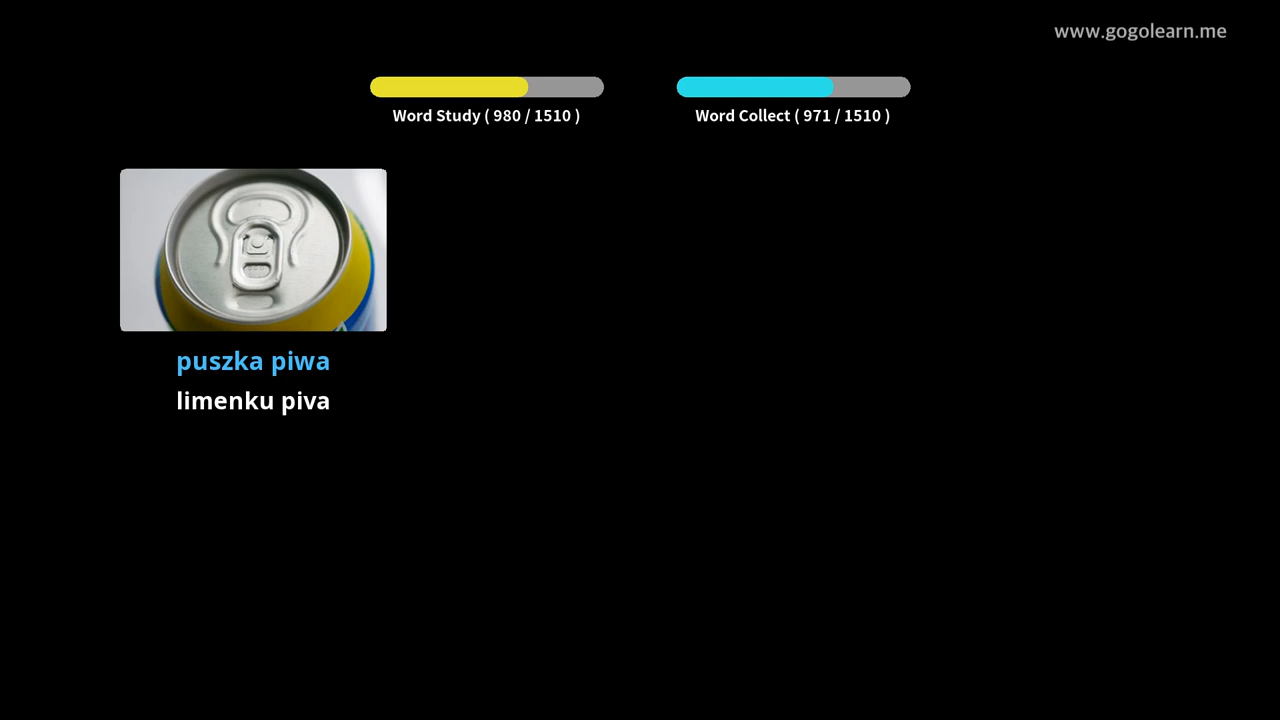 www.gogolearn.me
Word Study ( 980 / 1510 )
Word Collect ( 971 / 1510 )
puszka piwa
limenku piva